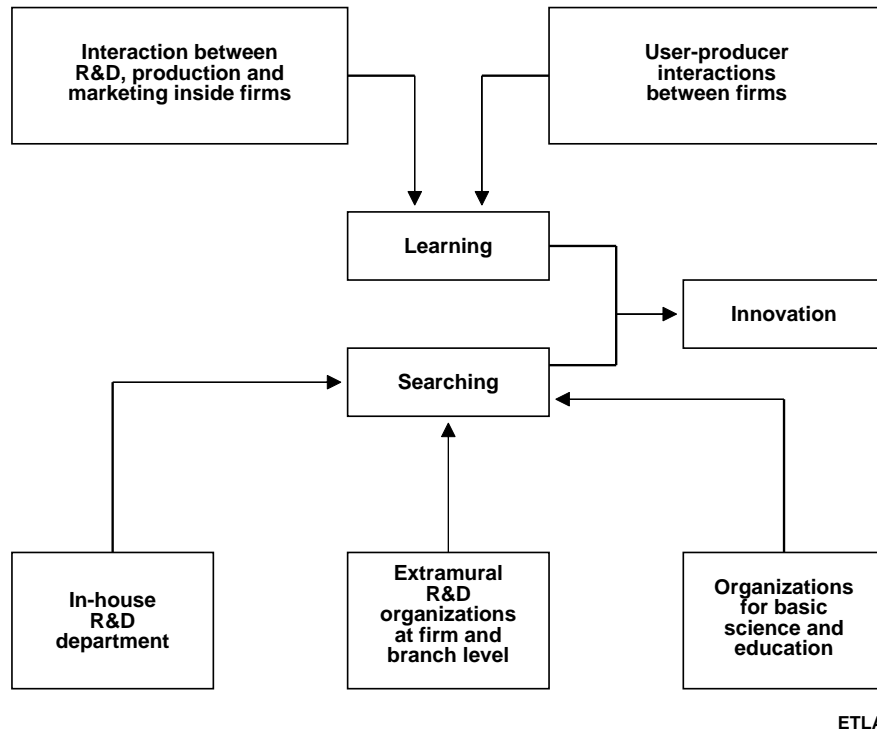 Interaction between
R&D, production and
marketing inside firms
User-producer
interactions
between firms
Learning
Innovation
Searching
In-house
R&D
department
Extramural
R&D
organizations
at firm and
branch level
Organizations
for basic
science and
education
ETLA